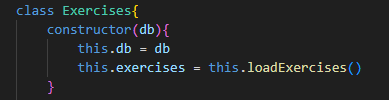 class Exercises{
    constructor(db){
        this.db = db
        this.exercises = this.loadExercises()
    }